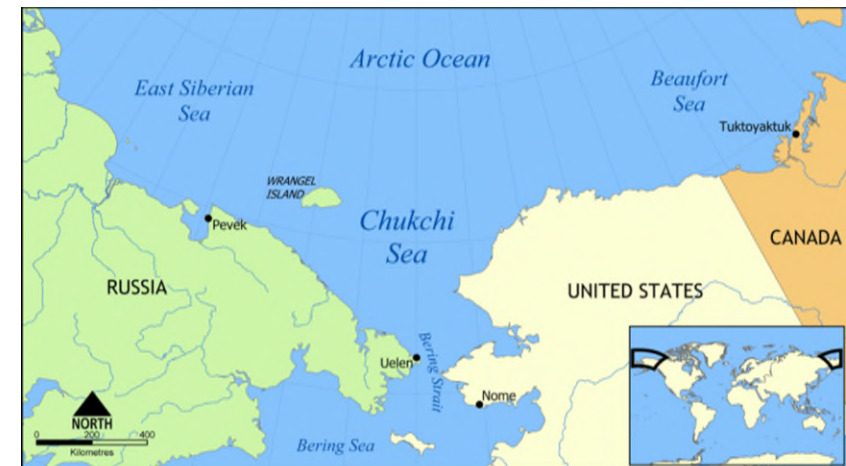 Arctic Ocean
East Siberian
Sea
Beaufort
Sea
Tuktoyaktuk
WRANGEL
ISLAND
Pevek
Chukchi
Sea
CANADA
RUSSIA
UNITED STATES
Uelen
Bering Strait
Nome
NORTH
0 200 400
Kilometres
Bering Sea